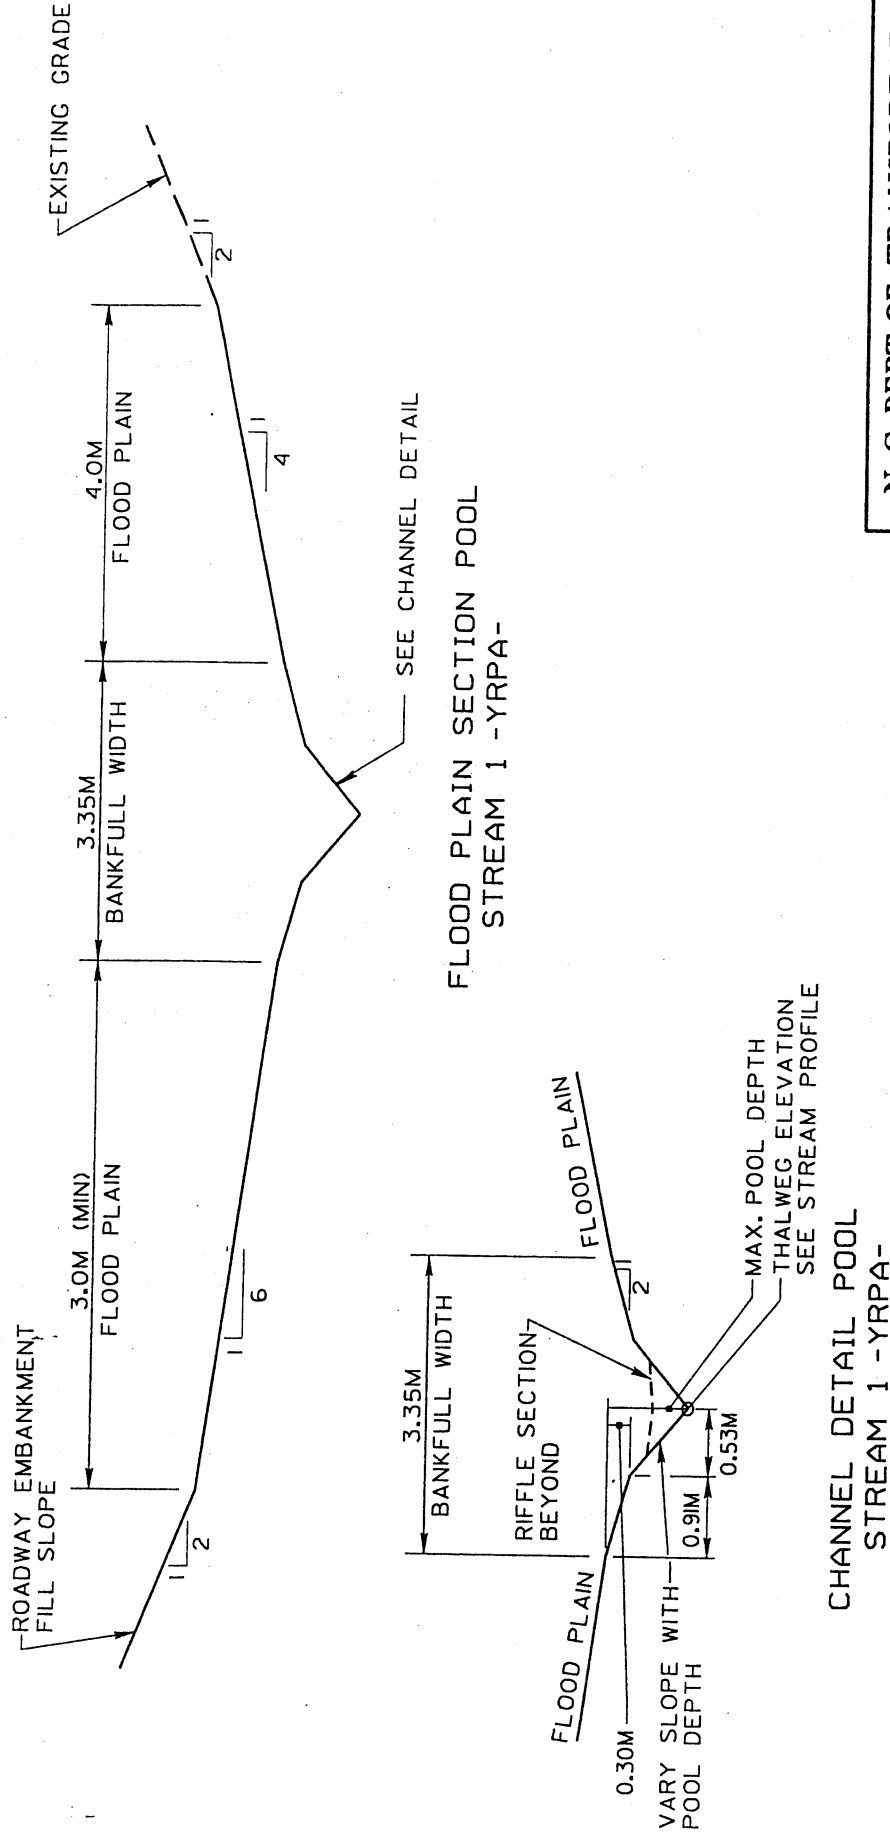 EXISTING GRADE
1
2
4.0M
FLOOD PLAIN
1
4
3.35M
BANKFULL WIDTH
SEE CHANNEL DETAIL
3.0M (MIN)
FLOOD PLAIN
1
6
ROADWAY EMBANKMENT
FILL SLOPE
1
2
FLOOD PLAIN SECTION POOL
STREAM 1 -YRPA-
3.35M
BANKFULL WIDTH
FLOOD PLAIN
FLOOD PLAIN
RIFFLE SECTION
BEYOND
1
2
0.30M
VARY SLOPE WITH
POOL DEPTH
0.91M
0.53M
MAX. POOL DEPTH
THALWEG ELEVATION
SEE STREAM PROFILE
CHANNEL DETAIL POOL
STREAM 1 -YRPA-